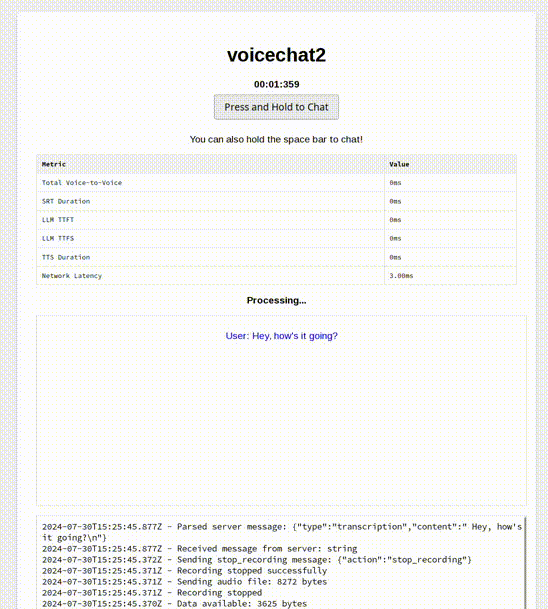 voicechat2
00:01:359
Press and Hold to Chat
You can also hold the space bar to chat!
Metric Value
Total Voice-to-Voice 0ms
SRT Duration 0ms
LLM TTFT 0ms
LLM TTFS 0ms
TTS Duration 0ms
Network Latency 3.00ms
Processing...
User: Hey, how's it going?
2024-07-30T15:25:45.877Z - Parsed server message: {"type":"transcription","content":" Hey, how's
it going?\n"}
2024-07-30T15:25:45.877Z - Received message from server: string
2024-07-30T15:25:45.372Z - Sending stop_recording message: {"action":"stop_recording"}
2024-07-30T15:25:45.371Z - Recording stopped successfully
2024-07-30T15:25:45.371Z - Sending audio file: 8272 bytes
2024-07-30T15:25:45.371Z - Recording stopped
2024-07-30T15:25:45.370Z - Data available: 3625 bytes